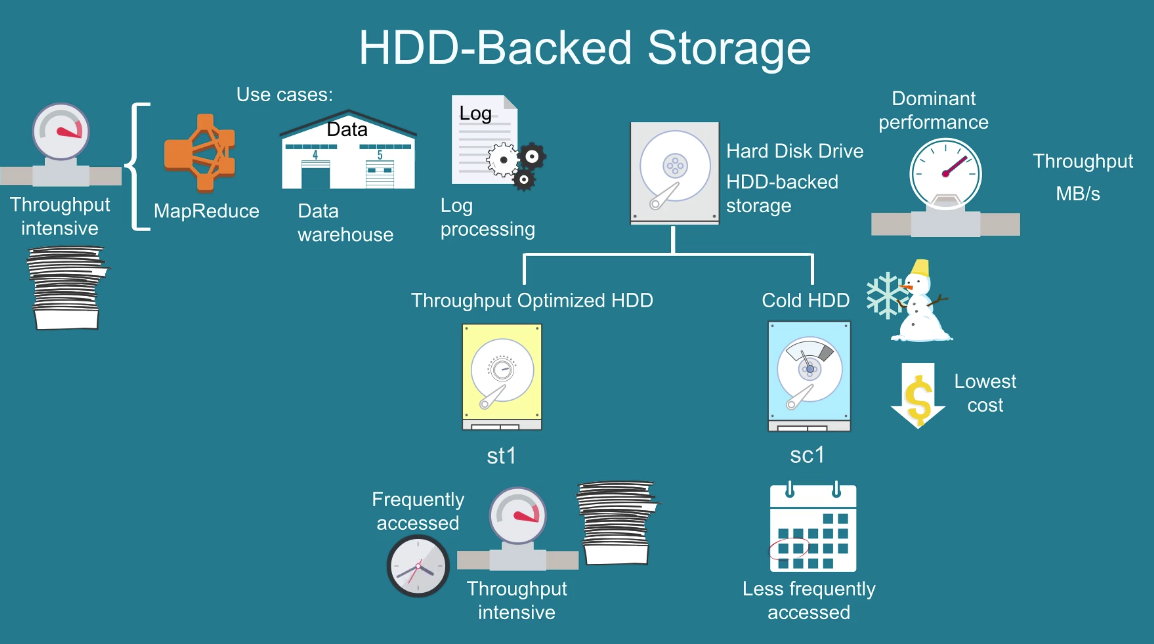 HDD-Backed Storage
Use cases:
Throughput
intensive
MapReduce
Data
4
5
Data
warehouse
Log
Log
processing
Hard Disk Drive
HDD-backed
storage
Dominant
performance
Throughput
MB/s
Throughput Optimized HDD
st1
Frequently
accessed
Throughput
intensive
Cold HDD
$
Lowest
cost
sc1
Less frequently
accessed